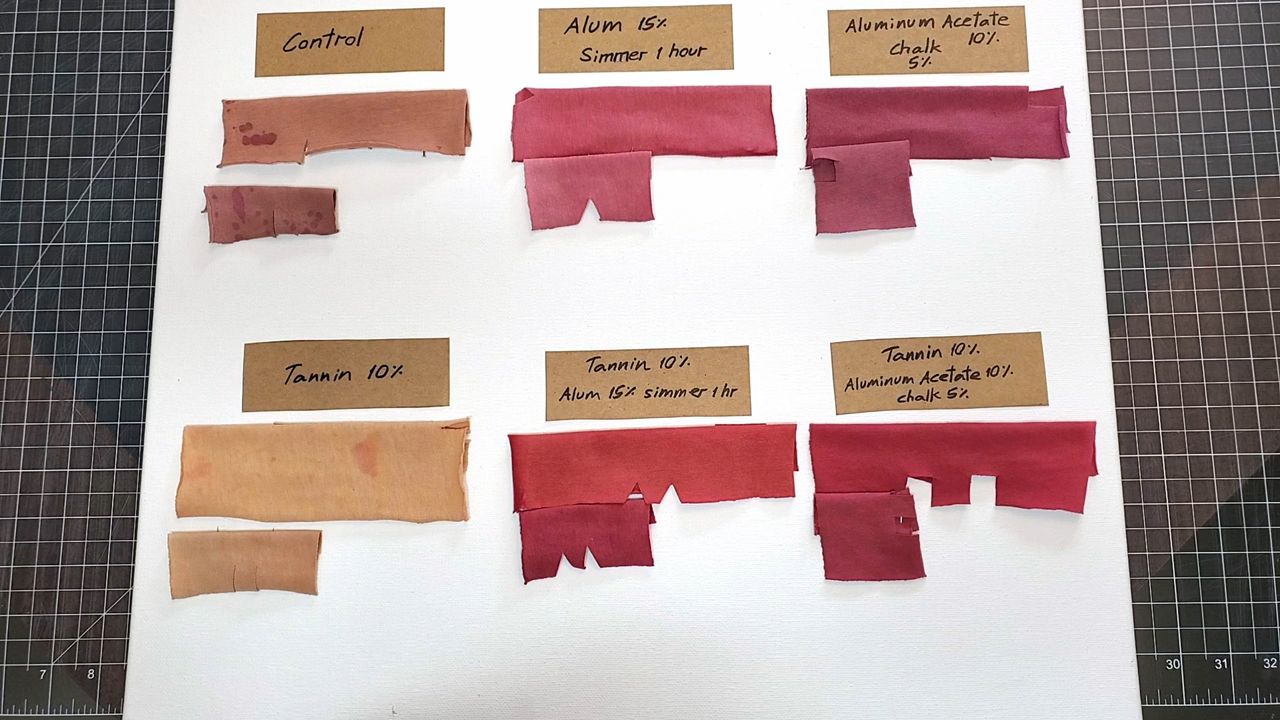 Control
Alum 15%
Simmer 1 hour
Aluminum Acetate
Chalk 10%
5%
Tannin 10%
Tannin 10%
Alum 15% simmer 1 hr
Tannin 10%
Aluminum Acetate 10%
chalk 5%
7 8
30 31 32